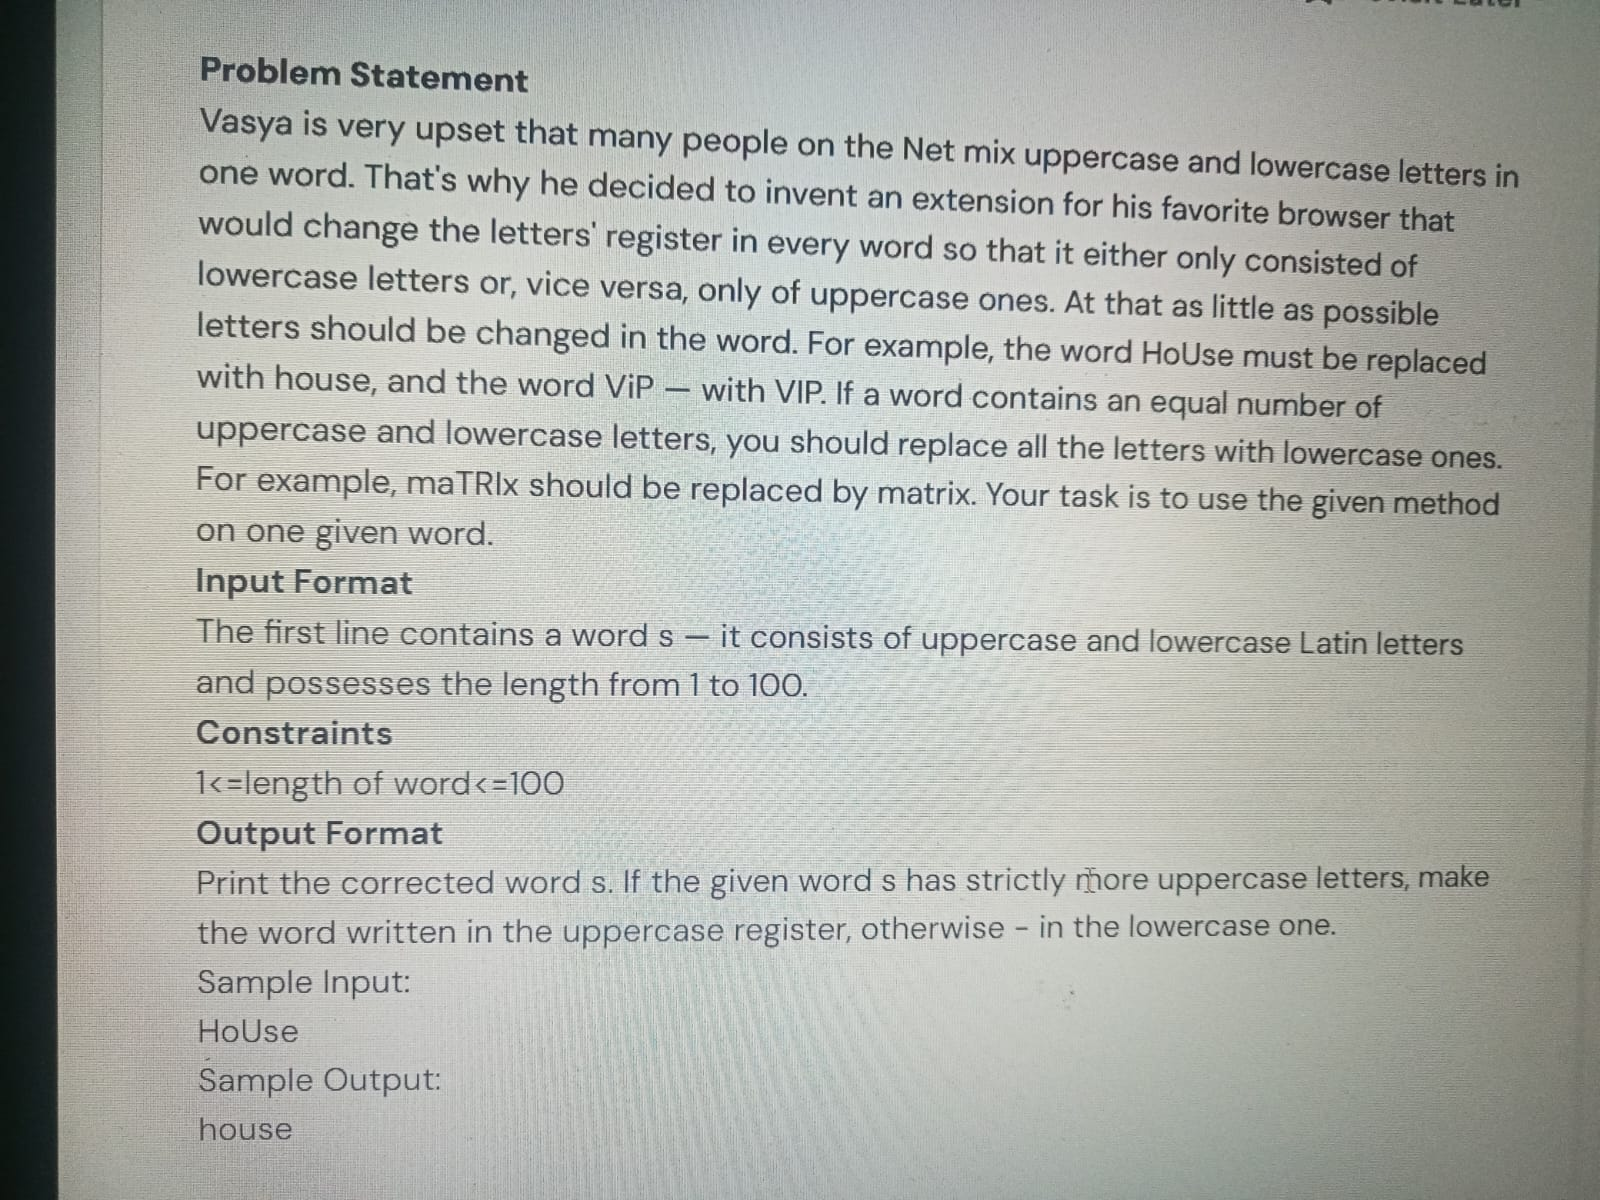 Problem Statement
Vasya is very upset that many people on the Net mix uppercase and lowercase letters in
one word. That's why he decided to invent an extension for his favorite browser that
would change the letters' register in every word so that it either only consisted of
lowercase letters or, vice versa, only of uppercase ones. At that as little as possible
letters should be changed in the word. For example, the word HoUse must be replaced
with house, and the word ViP — with VIP. If a word contains an equal number of
uppercase and lowercase letters, you should replace all the letters with lowercase ones.
For example, maTRIx should be replaced by matrix. Your task is to use the given method
on one given word.
Input Format
The first line contains a word s — it consists of uppercase and lowercase Latin letters
and possesses the length from 1 to 100.
Constraints
1<=length of word<=100
Output Format
Print the corrected word s. If the given word s has strictly more uppercase letters, make
the word written in the uppercase register, otherwise - in the lowercase one.
Sample Input:
HoUse
Sample Output:
house